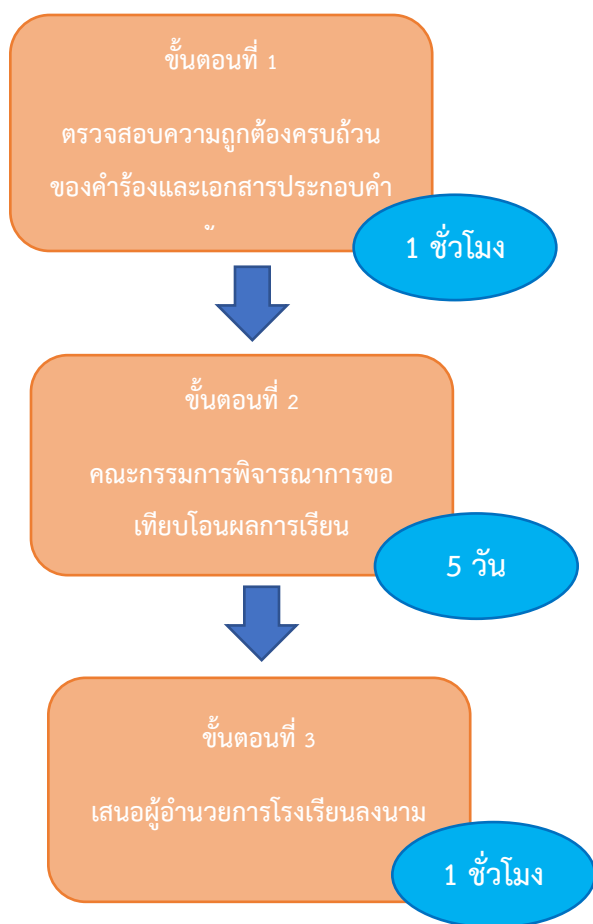 ขั้นตอนที่ 1
ตรวจสอบความถูกต้องครบถ้วน
ของคำร้องและเอกสารประกอบคำ
1 ชั่วโมง
ขั้นตอนที่ 2
คณะกรรมการพิจารณาการขอ
เทียบโอนผลการเรียน
5 วัน
ขั้นตอนที่ 3
เสนอผู้อำนวยการโรงเรียนลงนาม
1 ชั่วโมง